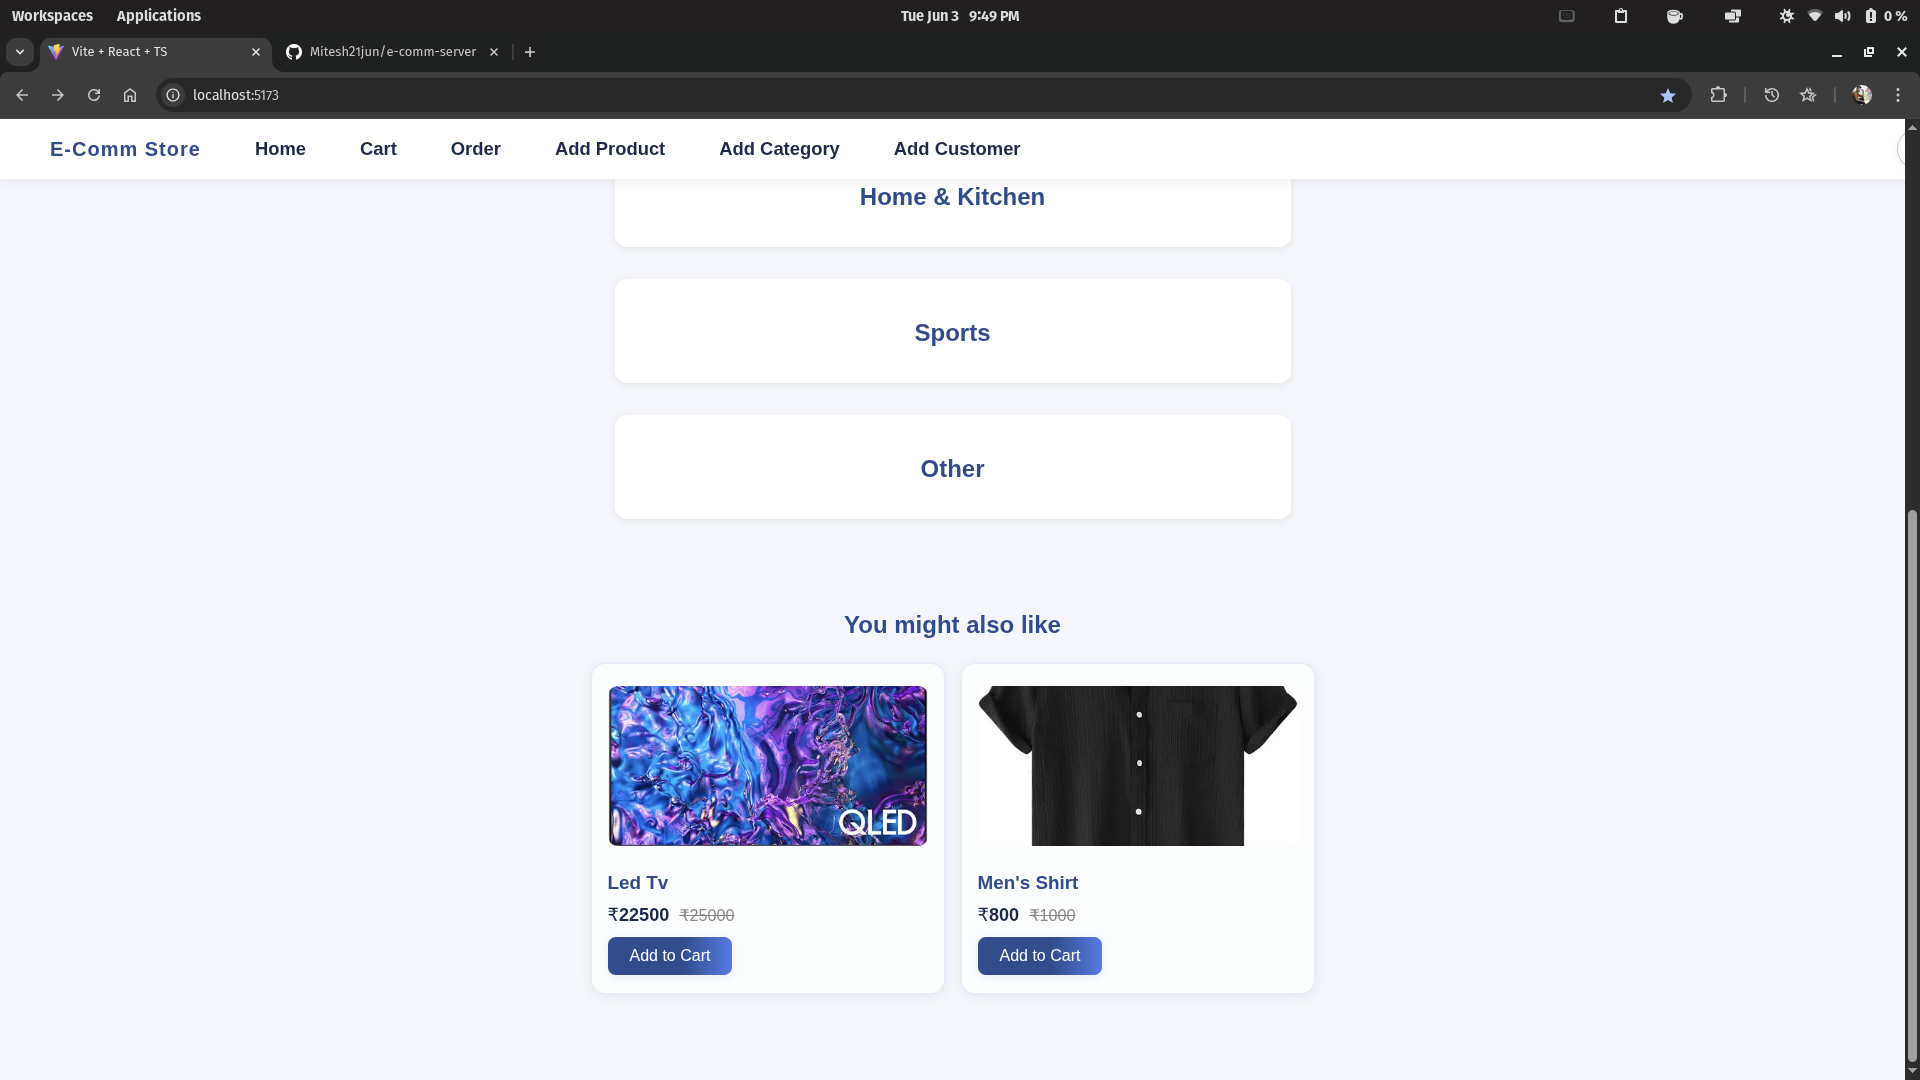 Workspaces Applications Tue Jun 3 9:49 PM 0 %
Vite + React + TS Mitesh21jun/e-comm-server
localhost:5173
E-Comm Store Home Cart Order Add Product Add Category Add Customer
Home & Kitchen
Sports
Other
You might also like
QLED
Led Tv
₹22500 ₹25000
Add to Cart
Men's Shirt
₹800 ₹1000
Add to Cart